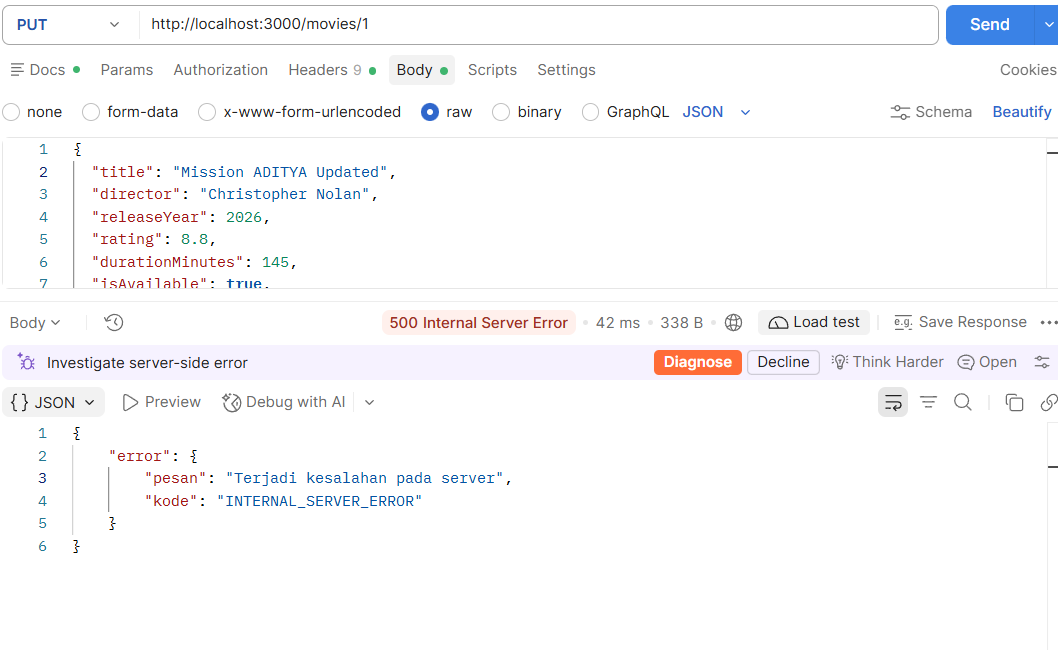 PUT http://localhost:3000/movies/1 Send
Docs Params Authorization Headers 9 Body Scripts Settings Cookies
none form-data x-www-form-urlencoded raw binary GraphQL JSON Schema Beautify
1 {
2 "title": "Mission ADITYA Updated",
3 "director": "Christopher Nolan",
4 "releaseYear": 2026,
5 "rating": 8.8,
6 "durationMinutes": 145,
7 "isAvailable": true,
Body 500 Internal Server Error 42 ms 338 B Load test e.g. Save Response
Investigate server-side error Diagnose Decline Think Harder Open
{} JSON Preview Debug with AI
1 {
2 "error": {
3 "pesan": "Terjadi kesalahan pada server",
4 "kode": "INTERNAL_SERVER_ERROR"
5 }
6 }